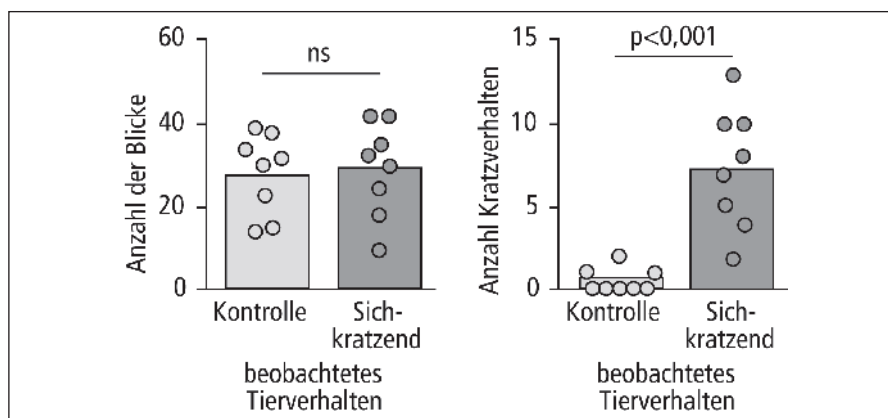 Anzahl der Blicke
60
40
20
0
ns
Kontrolle
Sich-
kratzend
beobachtetes
Tierverhalten
Anzahl Kratzverhalten
15
10
5
0
p<0,001
Kontrolle
Sich-
kratzend
beobachtetes
Tierverhalten